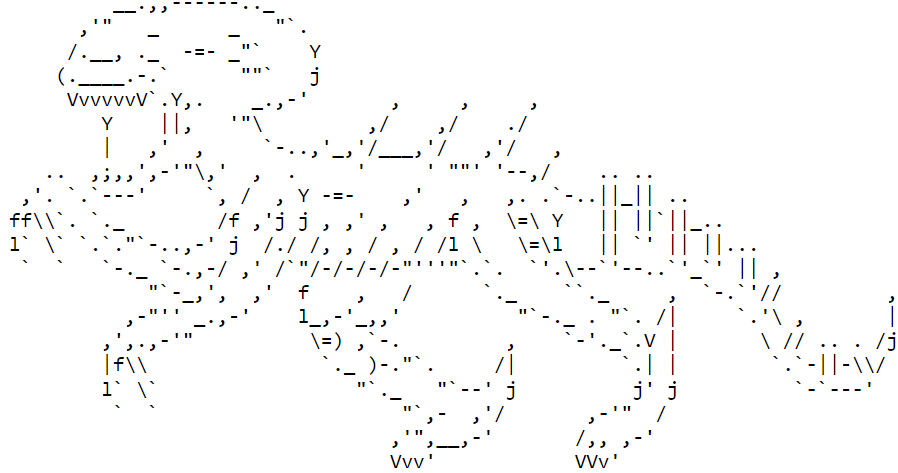 __.,,------.._
      ,'"   _      _   "`.
     /.__, ._  -=- _"`    Y
    (.____.-.`      ""`   j
     VvvvvvV`.Y,.    _.,-'       ,     ,     ,
        Y    ||,   '"\         ,/    ,/    ./
        |   ,'  ,     `-..,'_,'/___,'/   ,'/   ,
   ..  ,;,,',-'"\,'  ,  .     '     ' ""' '--,/    .. ..
 ,'. `.`---'     `, /  , Y -=-    ,'   ,   ,. .`-..||_|| ..
ff\\`. `._        /f ,'j j , ,' ,   , f ,  \=\ Y   || ||`||_..
l` \` `.`."`-..,-' j  /./ /, , / , / /l \   \=\l   || `' || ||...
 `  `   `-._ `-.,-/ ,' /`"/-/-/-/-"'''"`.`.  `'.\--`'--..`'_`' || ,
            "`-_,',  ,'  f    ,   /      `._    ``._     ,  `-.`'//         ,
          ,-"'' _.,-'    l_,-'_,,'          "`-._ . "`. /|     `.'\ ,       |
        ,',.,-'"          \=) ,`-.         ,    `-'._`.V |       \ // .. . /j
        |f\\               `._ )-."`.     /|         `.| |        `.`-||-\\/
        l` \`                 "`._   "`--' j          j' j          `-`---'
         `  `                     "`,-  ,'/       ,-'"  /
                                 ,'",__,-'       /,, ,-'
                                 Vvv'            VVv'